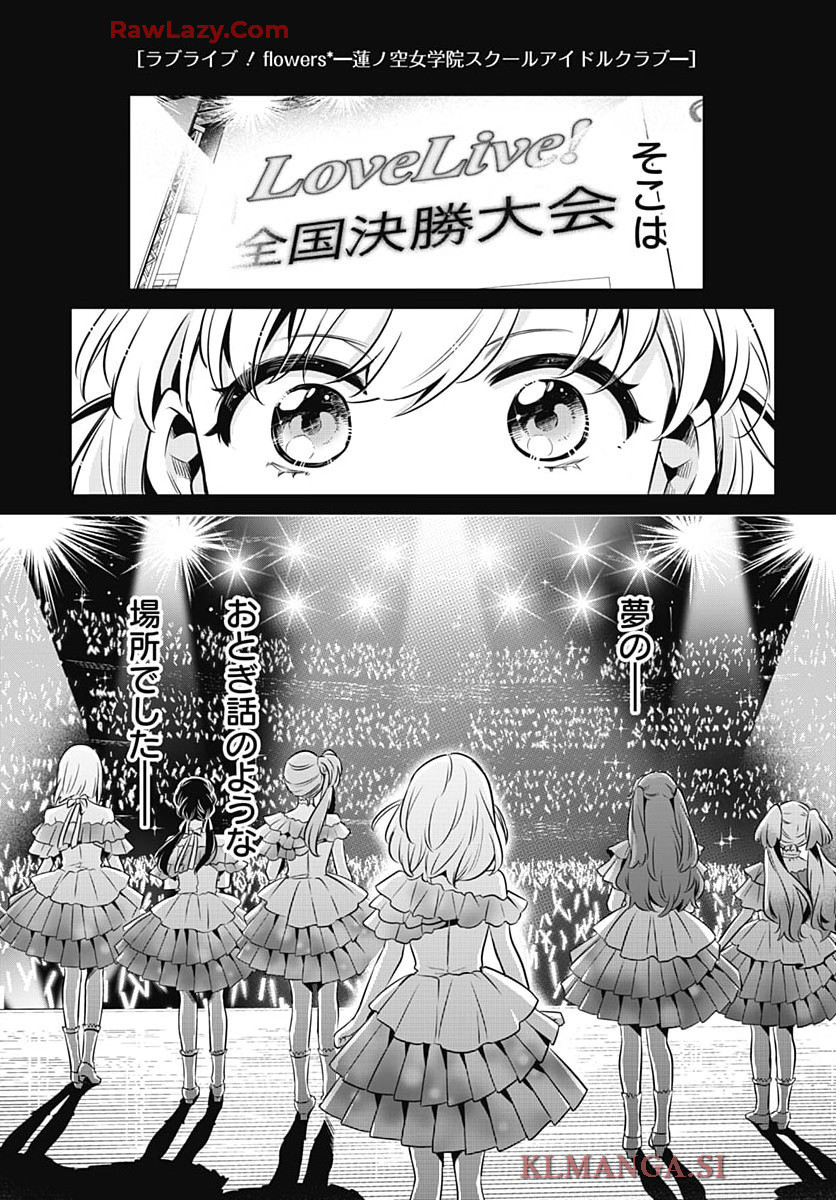 RawLazy.Com
[ラブライブ！flowers*―蓮ノ空女学院スクールアイドルクラブ―]
LoveLive!
全国決勝大会
そこは―
夢の―
おとぎ話のような
場所でした―
KLMANGA.SI